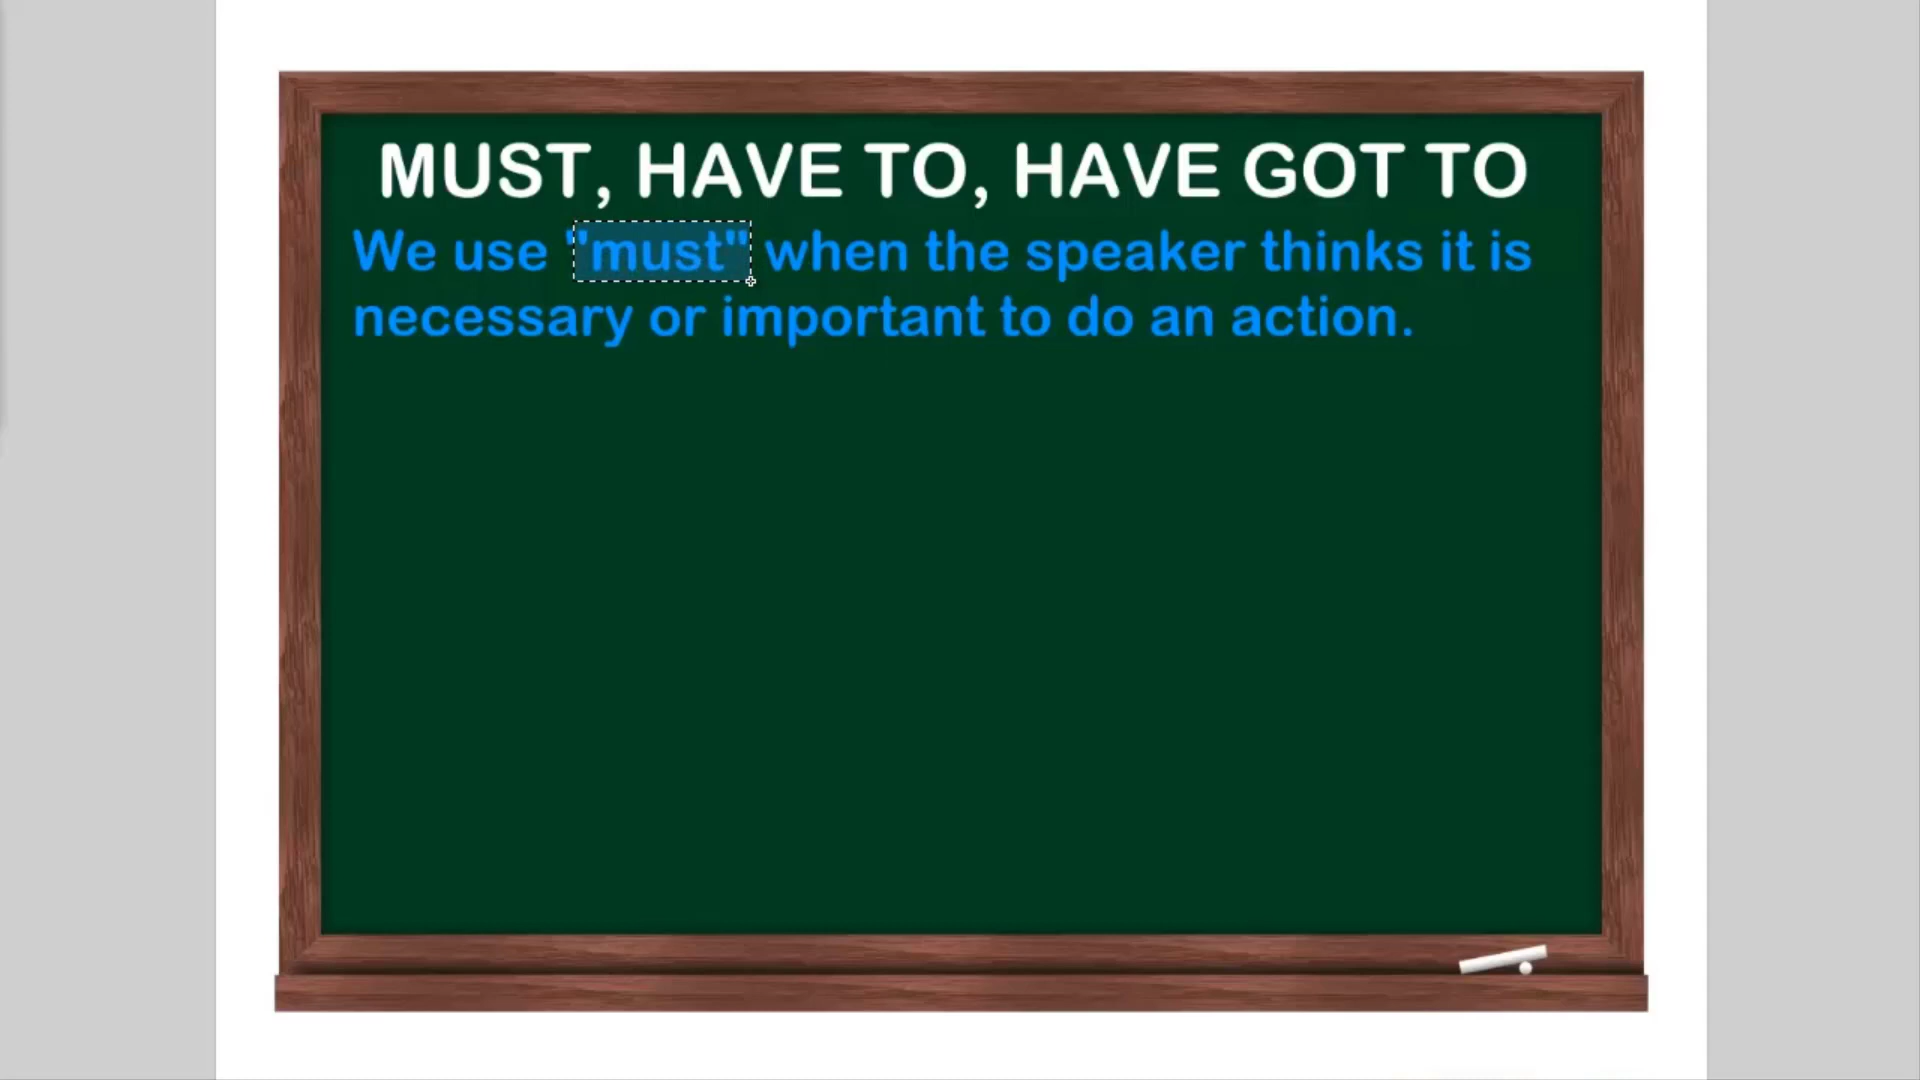 MUST, HAVE TO, HAVE GOT TO
We use "must" when the speaker thinks it is
necessary or important to do an action.